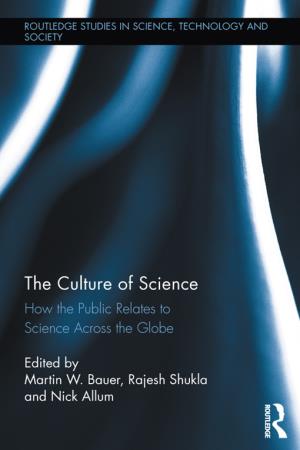 ROUTLEDGE STUDIES IN SCIENCE, TECHNOLOGY AND
SOCIETY
The Culture of Science
How the Public Relates to
Science Across the Globe
Edited by
Martin W. Bauer, Rajesh Shukla
and Nick Allum
ROUTLEDGE